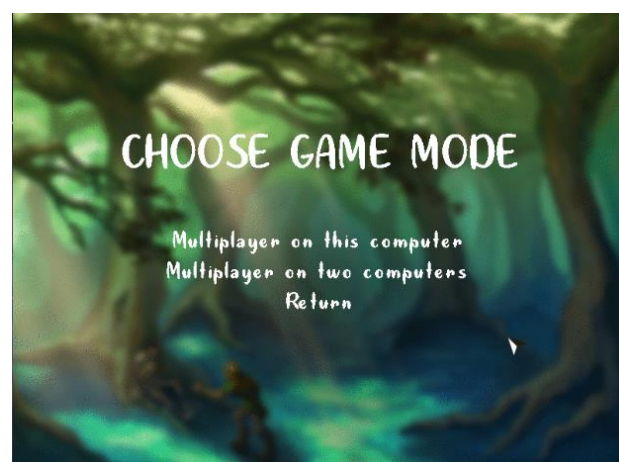 CHOOSE GAME MODE
Multiplayer on this computer
Multiplayer on two computers
Return